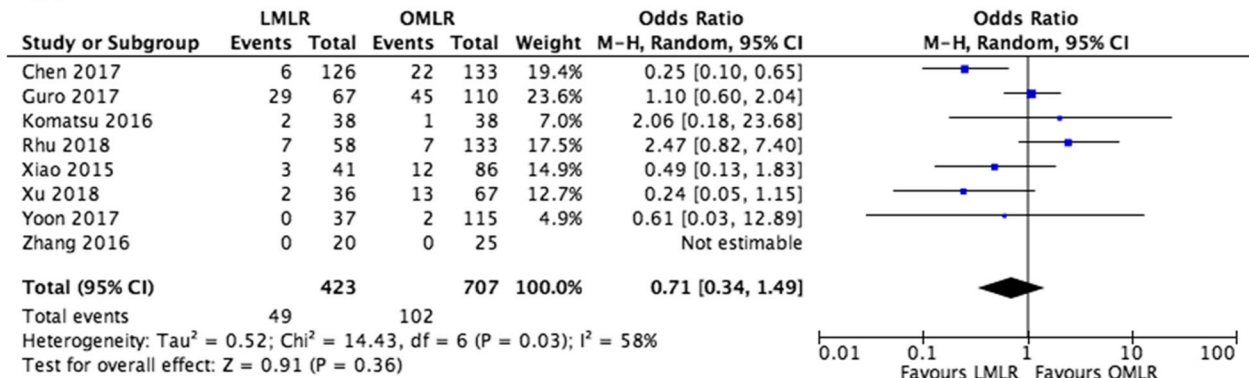 LMLR OMLR Odds Ratio Odds Ratio
Study or Subgroup Events Total Events Total Weight M-H, Random, 95% CI M-H, Random, 95% CI
Chen 2017 6 126 22 133 19.4% 0.25 [0.10, 0.65]
Guro 2017 29 67 45 110 23.6% 1.10 [0.60, 2.04]
Komatsu 2016 2 38 1 38 7.0% 2.06 [0.18, 23.68]
Rhu 2018 7 58 7 133 17.5% 2.47 [0.82, 7.40]
Xiao 2015 3 41 12 86 14.9% 0.49 [0.13, 1.83]
Xu 2018 2 36 13 67 12.7% 0.24 [0.05, 1.15]
Yoon 2017 0 37 2 115 4.9% 0.61 [0.03, 12.89]
Zhang 2016 0 20 0 25 Not estimable
Total (95% CI) 423 707 100.0% 0.71 [0.34, 1.49]
Total events 49 102
Heterogeneity: Tau² = 0.52; Chi² = 14.43, df = 6 (P = 0.03); I² = 58%
Test for overall effect: Z = 0.91 (P = 0.36)
0.01 0.1 1 10 100
Favours LMLR Favours OMLR